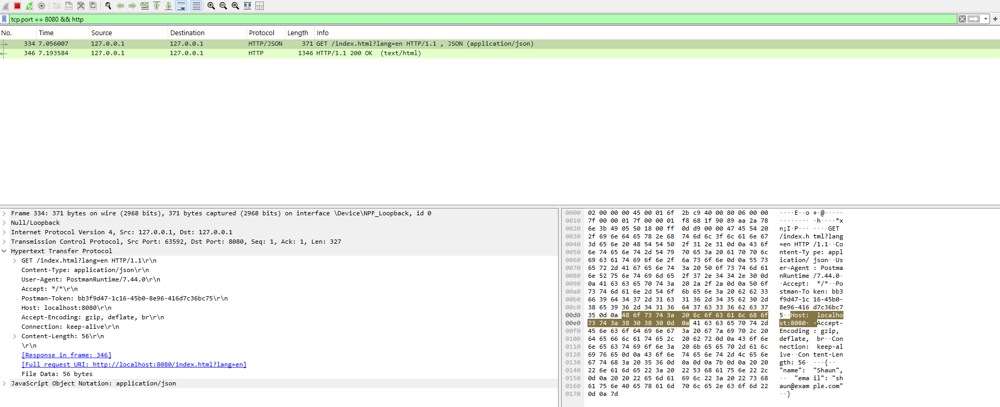 tcp.port == 8080 && http
No. Time Source Destination Protocol Length Info
334 7.056007 127.0.0.1 127.0.0.1 HTTP/JSON 371 GET /index.html?lang=en HTTP/1.1 , JSON (application/json)
346 7.193584 127.0.0.1 127.0.0.1 HTTP 1346 HTTP/1.1 200 OK  (text/html)
Frame 334: 371 bytes on wire (2968 bits), 371 bytes captured (2968 bits) on interface \Device\NPF_Loopback, id 0
Null/Loopback
Internet Protocol Version 4, Src: 127.0.0.1, Dst: 127.0.0.1
Transmission Control Protocol, Src Port: 63592, Dst Port: 8080, Seq: 1, Ack: 1, Len: 327
Hypertext Transfer Protocol
GET /index.html?lang=en HTTP/1.1\r\n
Content-Type: application/json\r\n
User-Agent: PostmanRuntime/7.44.0\r\n
Accept: */*\r\n
Postman-Token: bb3f9d47-1c16-45b0-8e96-416d7c36bc75\r\n
Host: localhost:8080\r\n
Accept-Encoding: gzip, deflate, br\r\n
Connection: keep-alive\r\n
Content-Length: 56\r\n
\r\n
[Response in frame: 346]
[Full request URI: http://localhost:8080/index.html?lang=en]
File Data: 56 bytes
JavaScript Object Notation: application/json
0000 02 00 00 00 45 00 01 6f 2b c9 40 00 80 06 00 00 ····E··o +·@·····
0010 7f 00 00 01 7f 00 00 01 f8 68 1f 90 89 aa 2a 78 ········ ·h····*x
0020 6e 3b 49 05 50 18 00 ff 0d d9 00 00 47 45 54 20 n;I·P··· ····GET
0030 2f 69 6e 64 65 78 2e 68 74 6d 6c 3f 6c 61 6e 67 /index.h tml?lang
0040 3d 65 6e 20 48 54 54 50 2f 31 2e 31 0d 0a 43 6f =en HTTP /1.1··Co
0050 6e 74 65 6e 74 2d 54 79 70 65 3a 20 61 70 70 6c ntent-Ty pe: appl
0060 69 63 61 74 69 6f 6e 2f 6a 73 6f 6e 0d 0a 55 73 ication/ json··Us
0070 65 72 2d 41 67 65 6e 74 3a 20 50 6f 73 74 6d 61 er-Agent : Postma
0080 6e 52 75 6e 74 69 6d 65 2f 37 2e 34 34 2e 30 0d nRuntime /7.44.0·
0090 0a 41 63 63 65 70 74 3a 20 2a 2f 2a 0d 0a 50 6f ·Accept: */*··Po
00a0 73 74 6d 61 6e 2d 54 6f 6b 65 6e 3a 20 62 62 33 stman-To ken: bb3
00b0 66 39 64 34 37 2d 31 63 31 36 2d 34 35 62 30 2d f9d47-1c 16-45b0-
00c0 38 65 39 36 2d 34 31 36 64 37 63 33 36 62 63 37 8e96-416 d7c36bc7
00d0 35 0d 0a 48 6f 73 74 3a 20 6c 6f 63 61 6c 68 6f 5··Host: localho
00e0 73 74 3a 38 30 38 30 0d 0a 41 63 63 65 70 74 2d st:8080· ·Accept-
00f0 45 6e 63 6f 64 69 6e 67 3a 20 67 7a 69 70 2c 20 Encoding : gzip,
0100 64 65 66 6c 61 74 65 2c 20 62 72 0d 0a 43 6f 6e deflate, br··Con
0110 6e 65 63 74 69 6f 6e 3a 20 6b 65 65 70 2d 61 6c nection: keep-al
0120 69 76 65 0d 0a 43 6f 6e 74 65 6e 74 2d 4c 65 6e ive··Con tent-Len
0130 67 74 68 3a 20 35 36 0d 0a 0d 0a 7b 0d 0a 20 20 gth: 56· ···{··
0140 22 6e 61 6d 65 22 3a 20 22 53 68 61 75 6e 22 2c "name": "Shaun",
0150 0d 0a 20 20 22 65 6d 61 69 6c 22 3a 20 22 73 68 ·· "ema il": "sh
0160 61 75 6e 40 65 78 61 6d 70 6c 65 2e 63 6f 6d 22 aun@exam ple.com"
0170 0d 0a 7d ··}